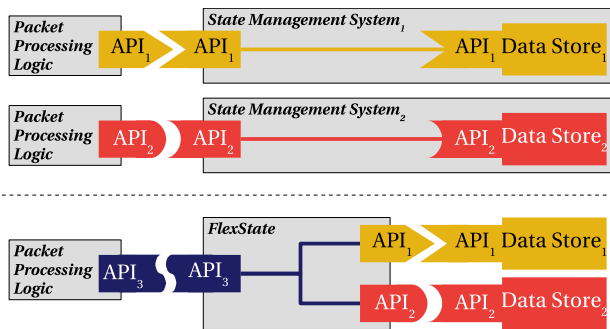 Packet
Processing
Logic
API1
API1
State Management System1
API1 Data Store1
Packet
Processing
Logic
API2
API2
State Management System2
API2 Data Store2
Packet
Processing
Logic
API3
API3
FlexState
API1
API1 Data Store1
API2
API2 Data Store2